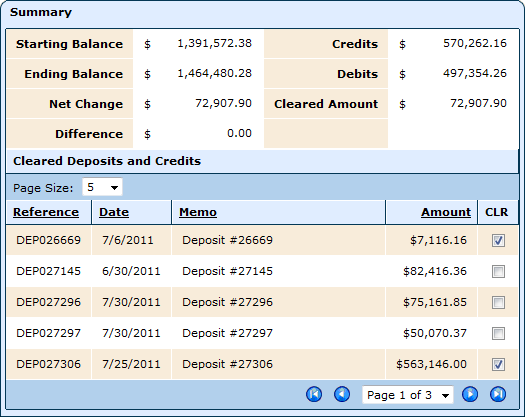 Summary
Starting Balance $ 1,391,572.38 Credits $ 570,262.16
Ending Balance $ 1,464,480.28 Debits $ 497,354.26
Net Change $ 72,907.90 Cleared Amount $ 72,907.90
Difference $ 0.00
Cleared Deposits and Credits
Page Size: 5
Reference Date Memo Amount CLR
DEP026669 7/6/2011 Deposit #26669 $7,116.16
DEP027145 6/30/2011 Deposit #27145 $82,416.36
DEP027296 7/30/2011 Deposit #27296 $75,161.85
DEP027297 7/30/2011 Deposit #27297 $50,070.37
DEP027306 7/25/2011 Deposit #27306 $563,146.00
Page 1 of 3